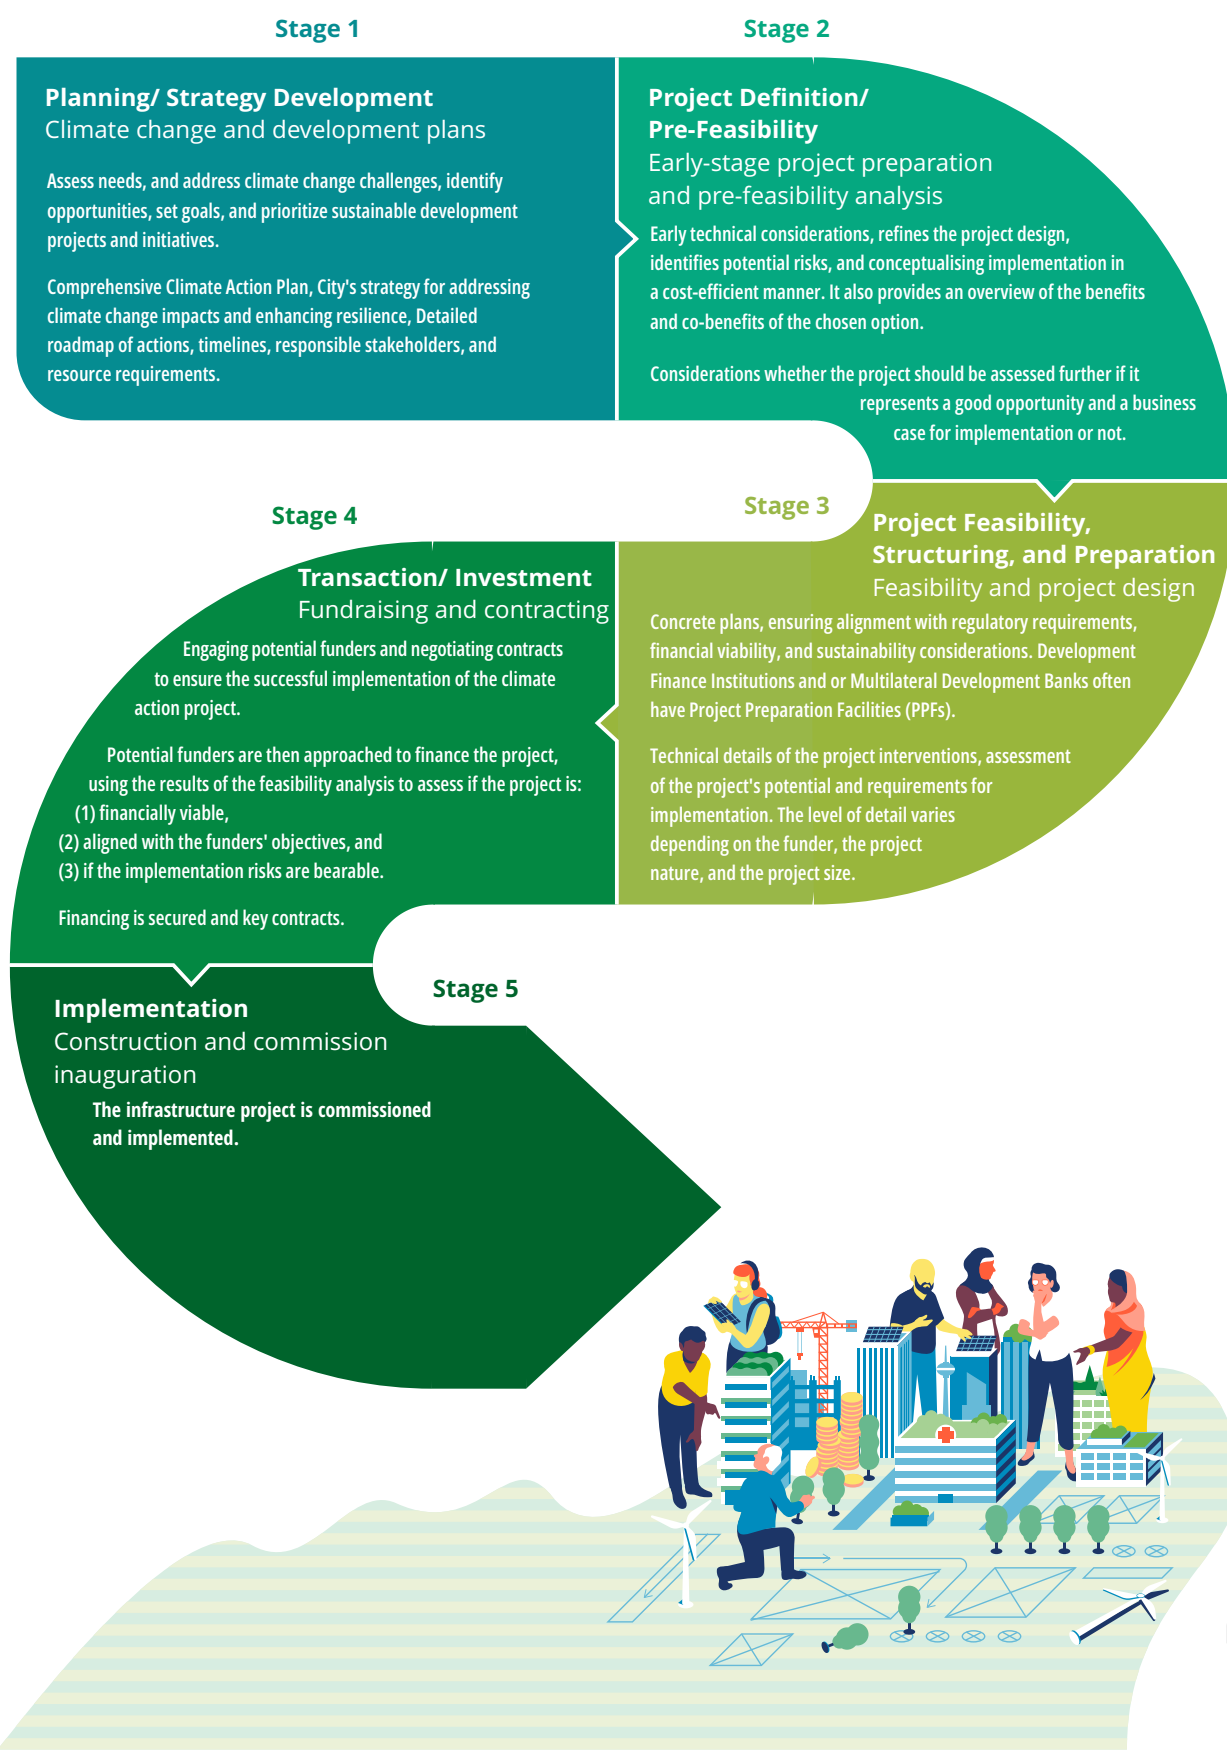 Stage 1
Planning/ Strategy Development
Climate change and development plans
Assess needs, and address climate change challenges, identify
opportunities, set goals, and prioritize sustainable development
projects and initiatives.
Comprehensive Climate Action Plan, City's strategy for addressing
climate change impacts and enhancing resilience, Detailed
roadmap of actions, timelines, responsible stakeholders, and
resource requirements.
Stage 2
Project Definition/
Pre-Feasibility
Early-stage project preparation
and pre-feasibility analysis
Early technical considerations, refines the project design,
identifies potential risks, and conceptualising implementation in
a cost-efficient manner. It also provides an overview of the benefits
and co-benefits of the chosen option.
Considerations whether the project should be assessed further if it
represents a good opportunity and a business
case for implementation or not.
Stage 3
Project Feasibility,
Structuring, and Preparation
Feasibility and project design
Concrete plans, ensuring alignment with regulatory requirements,
financial viability, and sustainability considerations. Development
Finance Institutions and or Multilateral Development Banks often
have Project Preparation Facilities (PPFs).
Technical details of the project interventions, assessment
of the project's potential and requirements for
implementation. The level of detail varies
depending on the funder, the project
nature, and the project size.
Stage 4
Transaction/ Investment
Fundraising and contracting
Engaging potential funders and negotiating contracts
to ensure the successful implementation of the climate
action project.
Potential funders are then approached to finance the project,
using the results of the feasibility analysis to assess if the project is:
(1) financially viable,
(2) aligned with the funders' objectives, and
(3) if the implementation risks are bearable.
Financing is secured and key contracts.
Stage 5
Implementation
Construction and commission
inauguration
The infrastructure project is commissioned
and implemented.